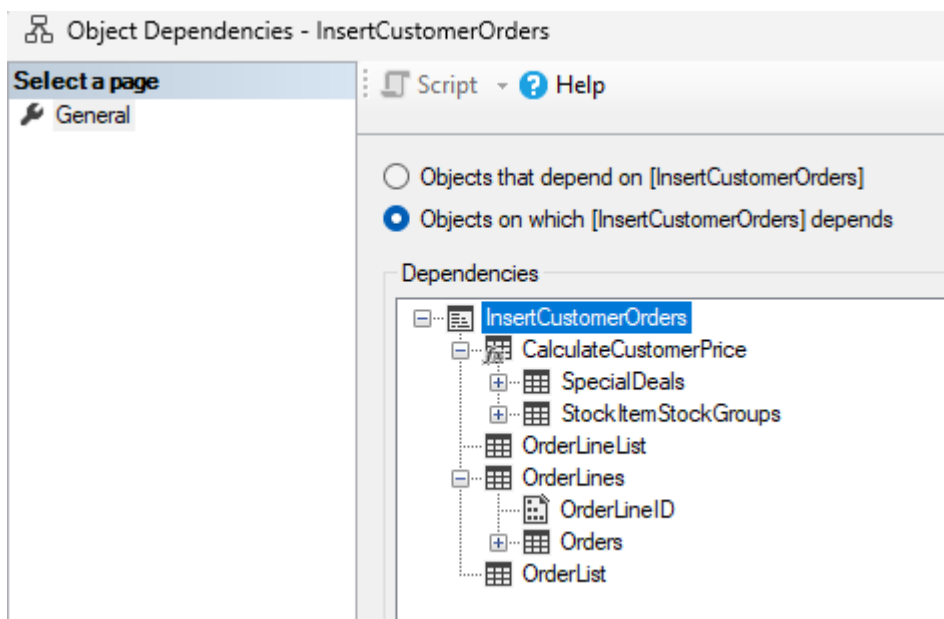 Object Dependencies - InsertCustomerOrders
Select a page
Script Help
General
Objects that depend on [InsertCustomerOrders]
Objects on which [InsertCustomerOrders] depends
Dependencies
InsertCustomerOrders
CalculateCustomerPrice
SpecialDeals
StockItemStockGroups
OrderLineList
OrderLines
OrderLineID
Orders
OrderList